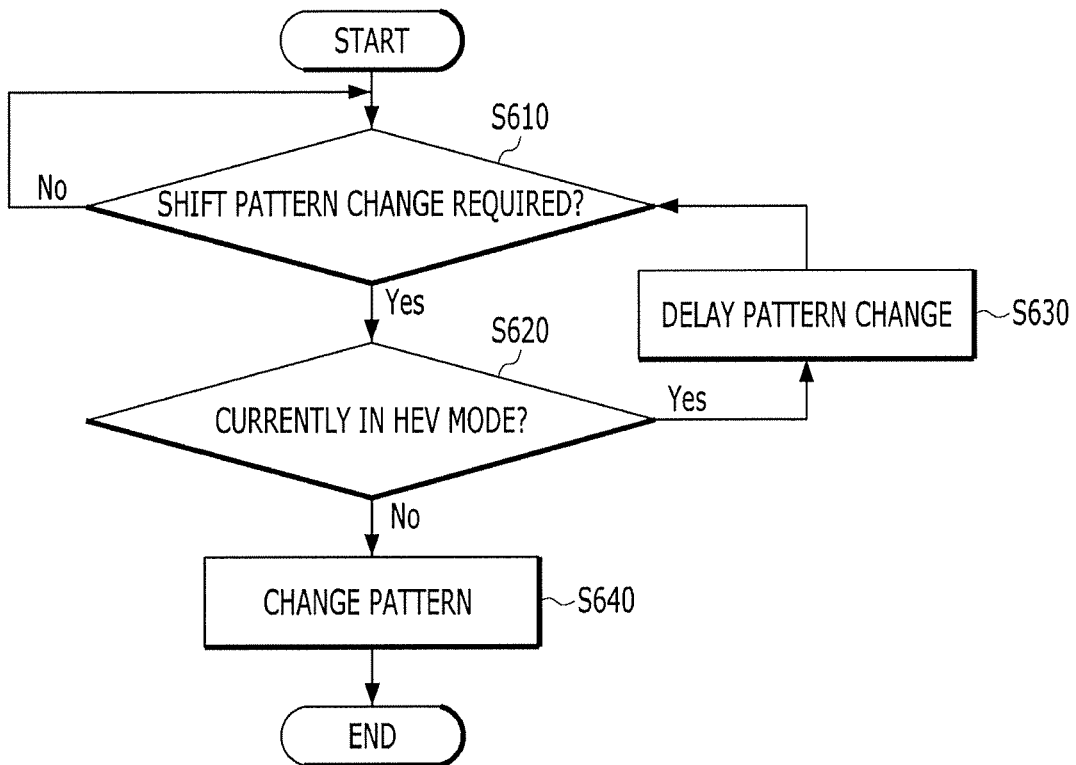 START
S610
No
SHIFT PATTERN CHANGE REQUIRED?
Yes
DELAY PATTERN CHANGE
S630
S620
CURRENTLY IN HEV MODE?
Yes
No
CHANGE PATTERN
S640
END